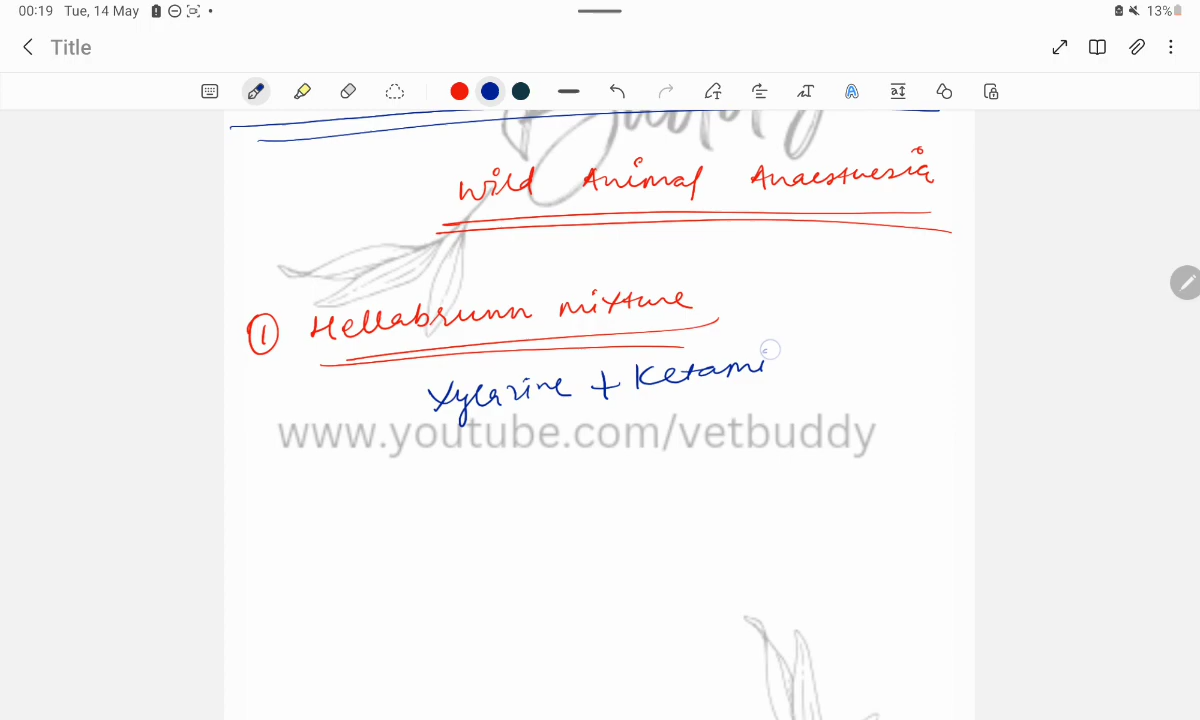 00:19 Tue, 14 May
13%
Title
Buddy
Wild Animal Anaesthesia
① Hellabrunn mixture
Xylazine + Ketami
www.youtube.com/vetbuddy